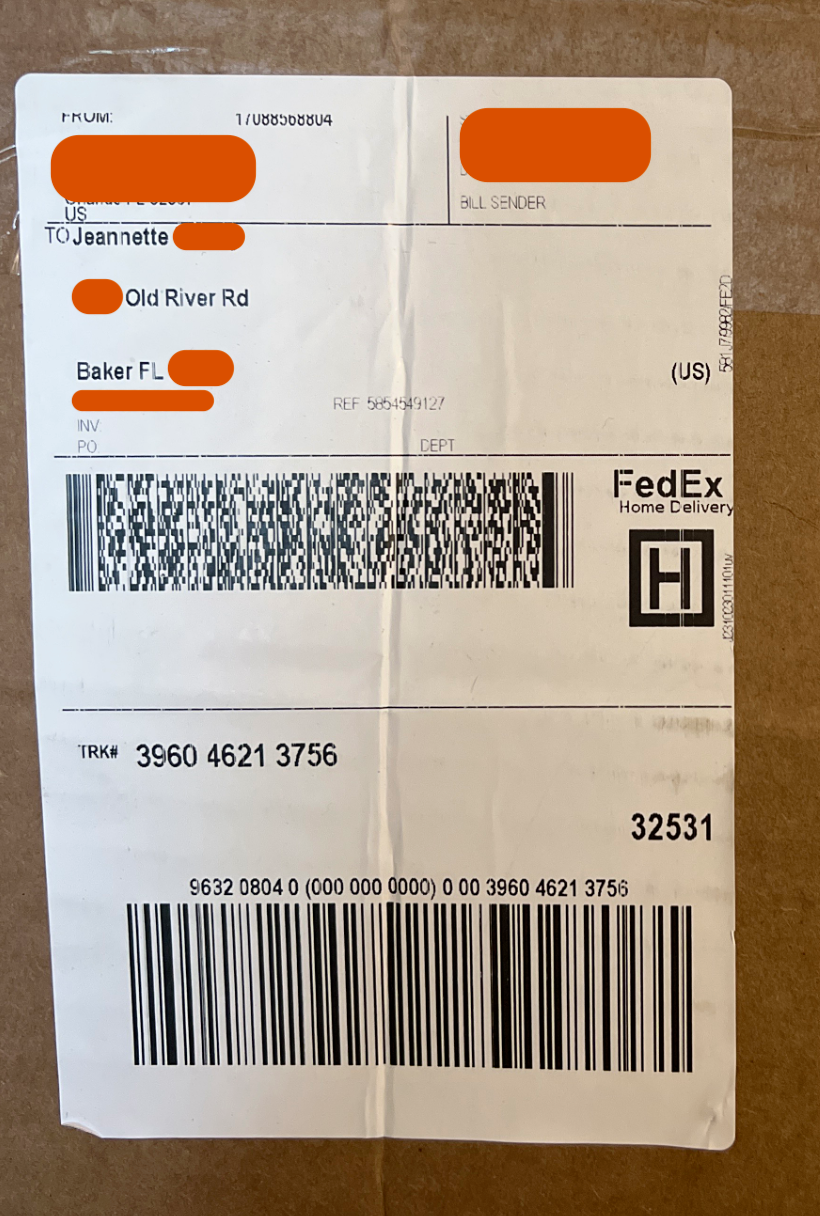 FROM: 17088568804
US
BILL SENDER
TO Jeannette
Old River Rd
Baker FL
(US)
REF 5854549127
INV:
PO
DEPT
FedEx
Home Delivery
H
TRK# 3960 4621 3756
32531
9632 0804 0 (000 000 0000) 0 00 3960 4621 3756